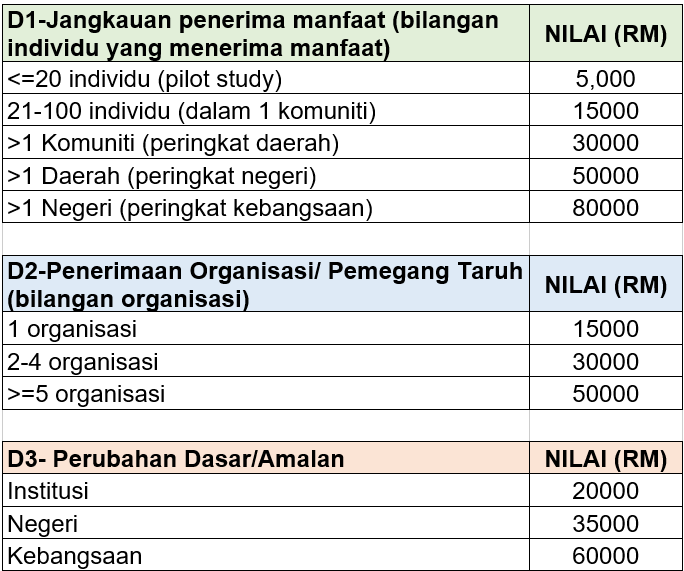 D1-Jangkauan penerima manfaat (bilangan
individu yang menerima manfaat) NILAI (RM)
<=20 individu (pilot study) 5,000
21-100 individu (dalam 1 komuniti) 15000
>1 Komuniti (peringkat daerah) 30000
>1 Daerah (peringkat negeri) 50000
>1 Negeri (peringkat kebangsaan) 80000
D2-Penerimaan Organisasi/ Pemegang Taruh
(bilangan organisasi) NILAI (RM)
1 organisasi 15000
2-4 organisasi 30000
>=5 organisasi 50000
D3- Perubahan Dasar/Amalan NILAI (RM)
Institusi 20000
Negeri 35000
Kebangsaan 60000